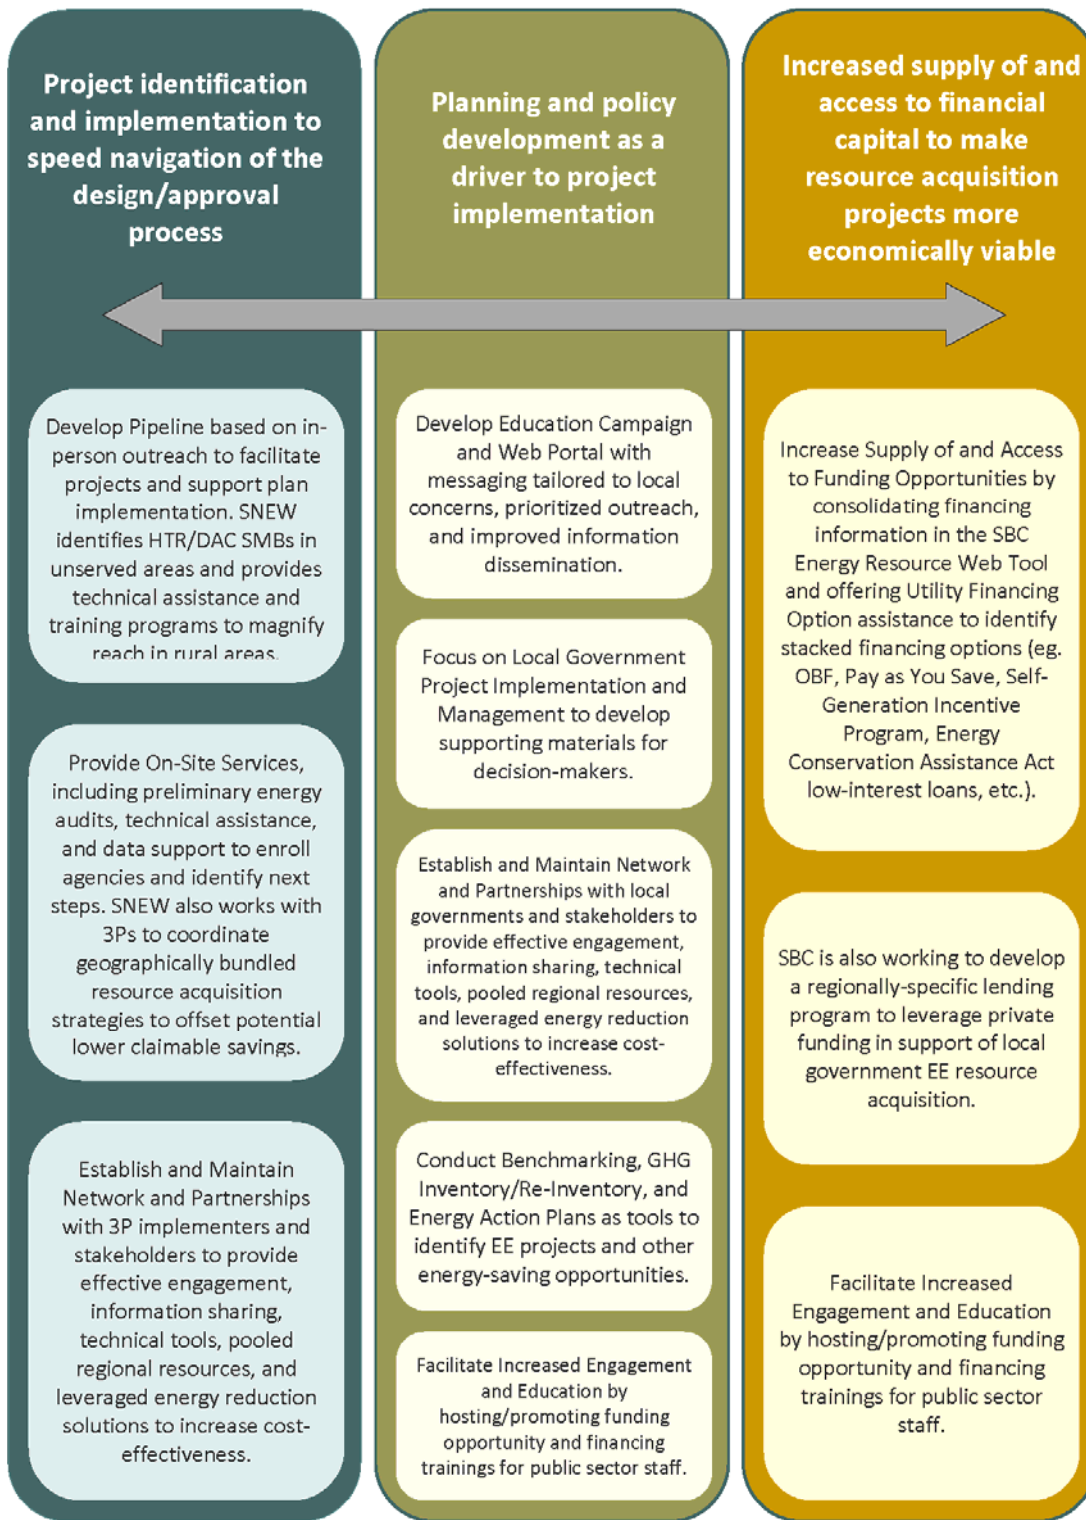 Project identification
and implementation to
speed navigation of the
design/approval
process
Develop Pipeline based on in-
person outreach to facilitate
projects and support plan
implementation. SNEW
identifies HTR/DAC SMBs in
unserved areas and provides
technical assistance and
training programs to magnify
reach in rural areas.
Provide On-Site Services,
including preliminary energy
audits, technical assistance,
and data support to enroll
agencies and identify next
steps. SNEW also works with
3Ps to coordinate
geographically bundled
resource acquisition
strategies to offset potential
lower claimable savings.
Establish and Maintain
Network and Partnerships
with 3P implementers and
stakeholders to provide
effective engagement,
information sharing,
technical tools, pooled
regional resources, and
leveraged energy reduction
solutions to increase cost-
effectiveness.
Planning and policy
development as a
driver to project
implementation
Develop Education Campaign
and Web Portal with
messaging tailored to local
concerns, prioritized outreach,
and improved information
dissemination.
Focus on Local Government
Project Implementation and
Management to develop
supporting materials for
decision-makers.
Establish and Maintain Network
and Partnerships with local
governments and stakeholders to
provide effective engagement,
information sharing, technical
tools, pooled regional resources,
and leveraged energy reduction
solutions to increase cost-
effectiveness.
Conduct Benchmarking, GHG
Inventory/Re-Inventory, and
Energy Action Plans as tools to
identify EE projects and other
energy-saving opportunities.
Facilitate Increased Engagement
and Education by
hosting/promoting funding
opportunity and financing
trainings for public sector staff.
Increased supply of and
access to financial
capital to make
resource acquisition
projects more
economically viable
Increase Supply of and Access
to Funding Opportunities by
consolidating financing
information in the SBC
Energy Resource Web Tool
and offering Utility Financing
Option assistance to identify
stacked financing options (eg.
OBF, Pay as You Save, Self-
Generation Incentive
Program, Energy
Conservation Assistance Act
low-interest loans, etc.).
SBC is also working to develop
a regionally-specific lending
program to leverage private
funding in support of local
government EE resource
acquisition.
Facilitate Increased
Engagement and Education
by hosting/promoting funding
opportunity and financing
trainings for public sector
staff.